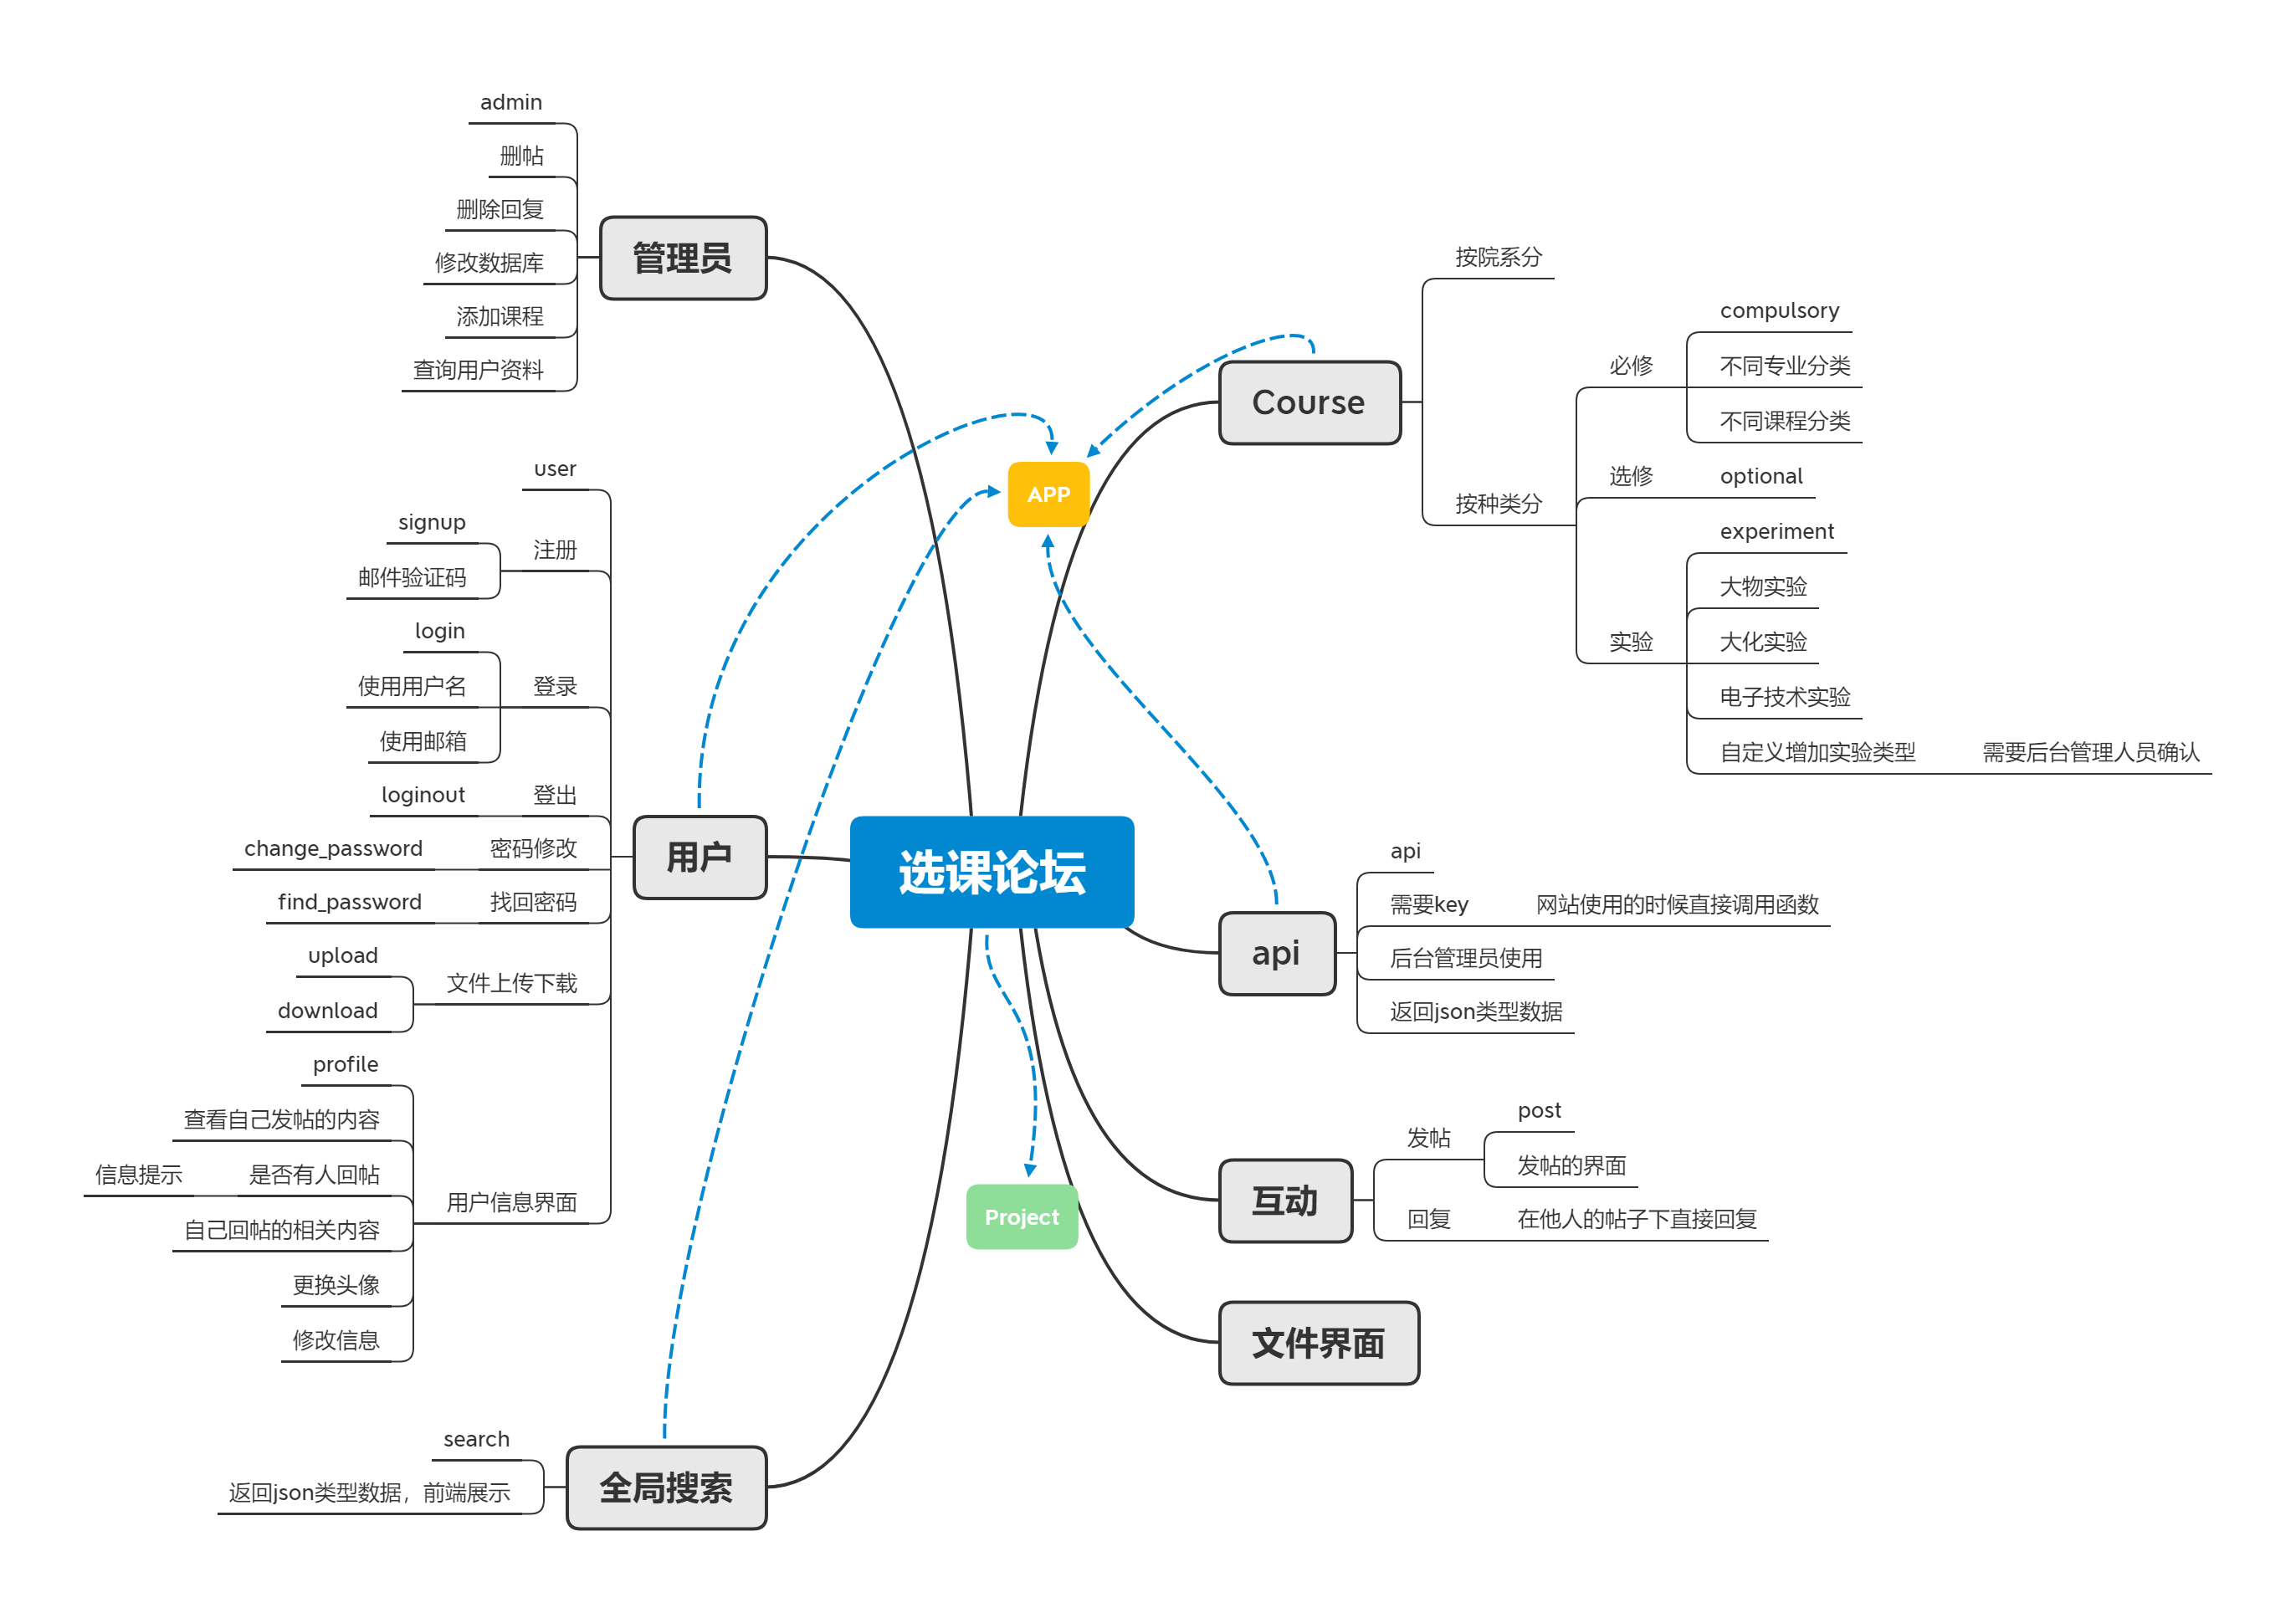 选课论坛
管理员
admin
删帖
删除回复
修改数据库
添加课程
查询用户资料
用户
user
注册
signup
邮件验证码
登录
login
使用用户名
使用邮箱
登出
loginout
密码修改
change_password
找回密码
find_password
文件上传下载
upload
download
用户信息界面
profile
查看自己发帖的内容
是否有人回帖
信息提示
自己回帖的相关内容
更换头像
修改信息
全局搜索
search
返回json类型数据，前端展示
APP
Project
Course
按院系分
按种类分
必修
compulsory
不同专业分类
不同课程分类
选修
optional
实验
experiment
大物实验
大化实验
电子技术实验
自定义增加实验类型
需要后台管理人员确认
api
api
需要key
网站使用的时候直接调用函数
后台管理员使用
返回json类型数据
互动
发帖
post
发帖的界面
回复
在他人的帖子下直接回复
文件界面